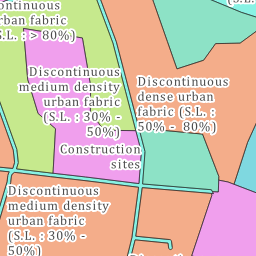 continuous
urban fabric
(S.L. : > 80%)
Discontinuous
medium density
urban fabric
(S.L. : 30% -
50%)
Discontinuous
dense urban
fabric (S.L. :
50% - 80%)
Construction
sites
Discontinuous
medium density
urban fabric
(S.L. : 30% -
50%)